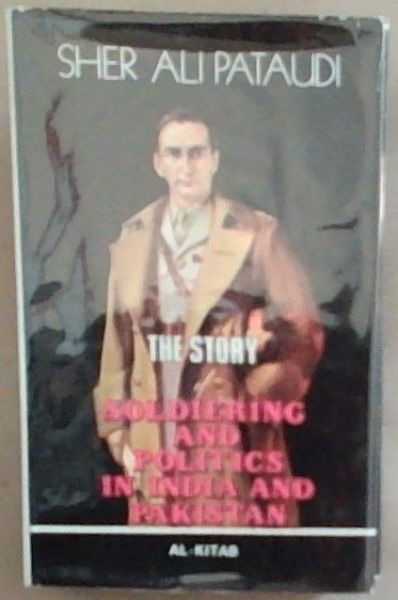 SHER ALI PATAUDI
THE STORY
SOLDIERING
AND
POLITICS
IN INDIA AND
PAKISTAN
AL-KITAB